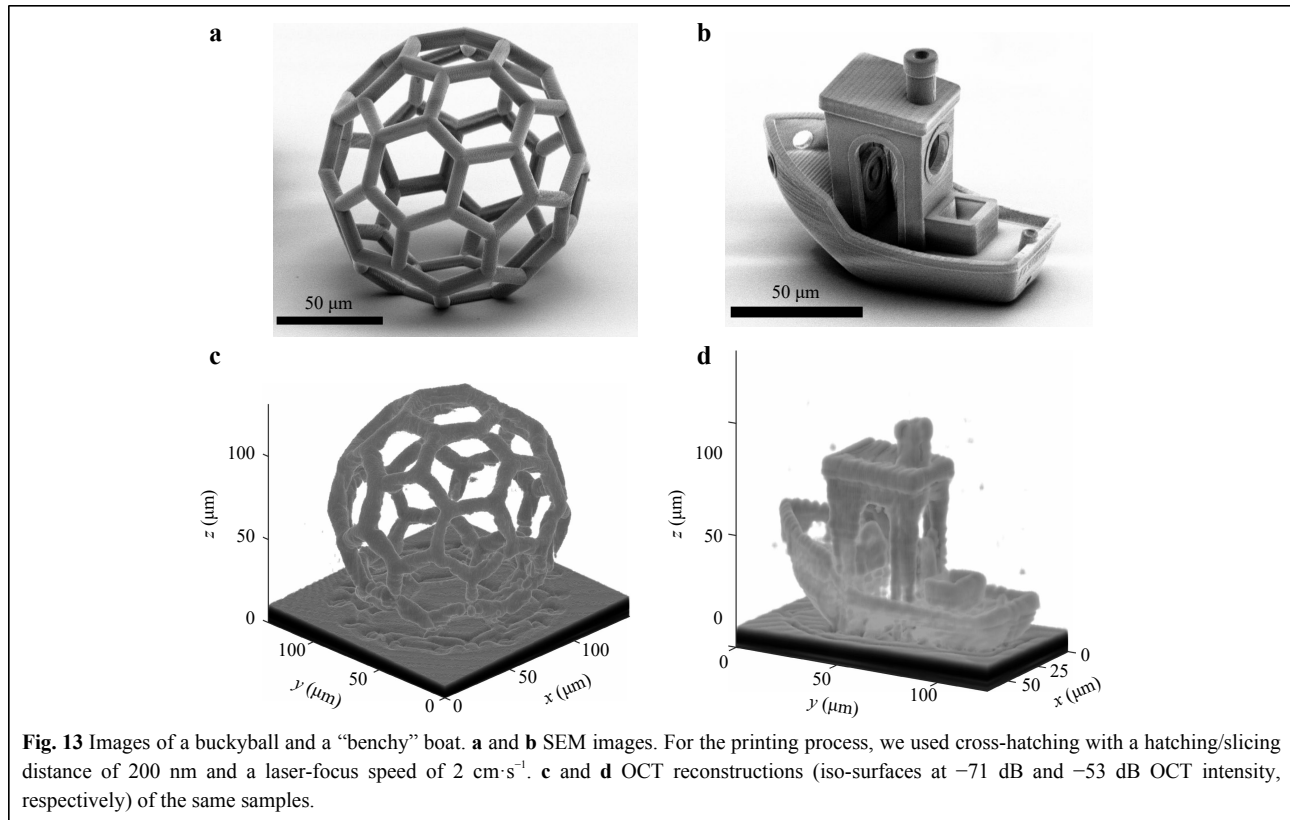 a
b
50 μm
50 μm
c
d
100
50
0
z (μm)
100
50
0
y (μm)
0
50
100
x (μm)
100
50
0
z (μm)
0
50
100
y (μm)
0
25
50
x (μm)
Fig. 13 Images of a buckyball and a “benchy” boat. a and b SEM images. For the printing process, we used cross-hatching with a hatching/slicing
distance of 200 nm and a laser-focus speed of 2 cm·s⁻¹. c and d OCT reconstructions (iso-surfaces at −71 dB and −53 dB OCT intensity,
respectively) of the same samples.